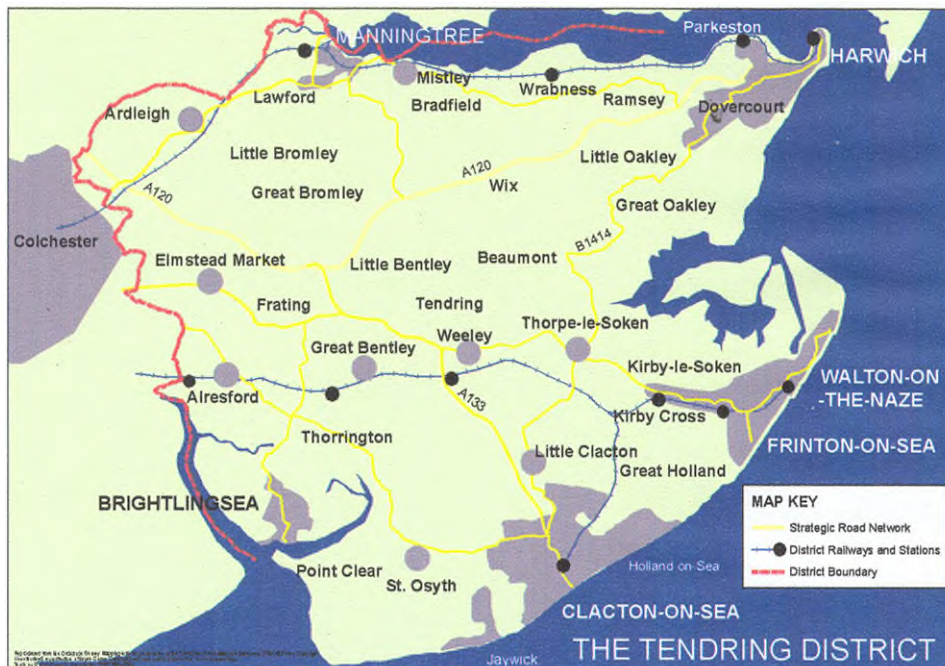 MANNINGTREE
Parkeston
HARWICH
Mistley
Lawford
Bradfield
Wrabness
Ramsey
Dovercourt
Ardleigh
Little Bromley
Little Oakley
A120
A120
Wix
Great Bromley
Great Oakley
Colchester
B1414
Elmstead Market
Little Bentley
Beaumont
Frating
Tendring
Thorpe-le-Soken
Weeley
Great Bentley
Kirby-le-Soken
WALTON-ON
-THE-NAZE
Alresford
A133
Kirby Cross
Thorrington
FRINTON-ON-SEA
Little Clacton
Great Holland
BRIGHTLINGSEA
MAP KEY
Strategic Road Network
District Railways and Stations
District Boundary
Point Clear
St. Osyth
Holland on-Sea
CLACTON-ON-SEA
THE TENDRING DISTRICT
Jaywick